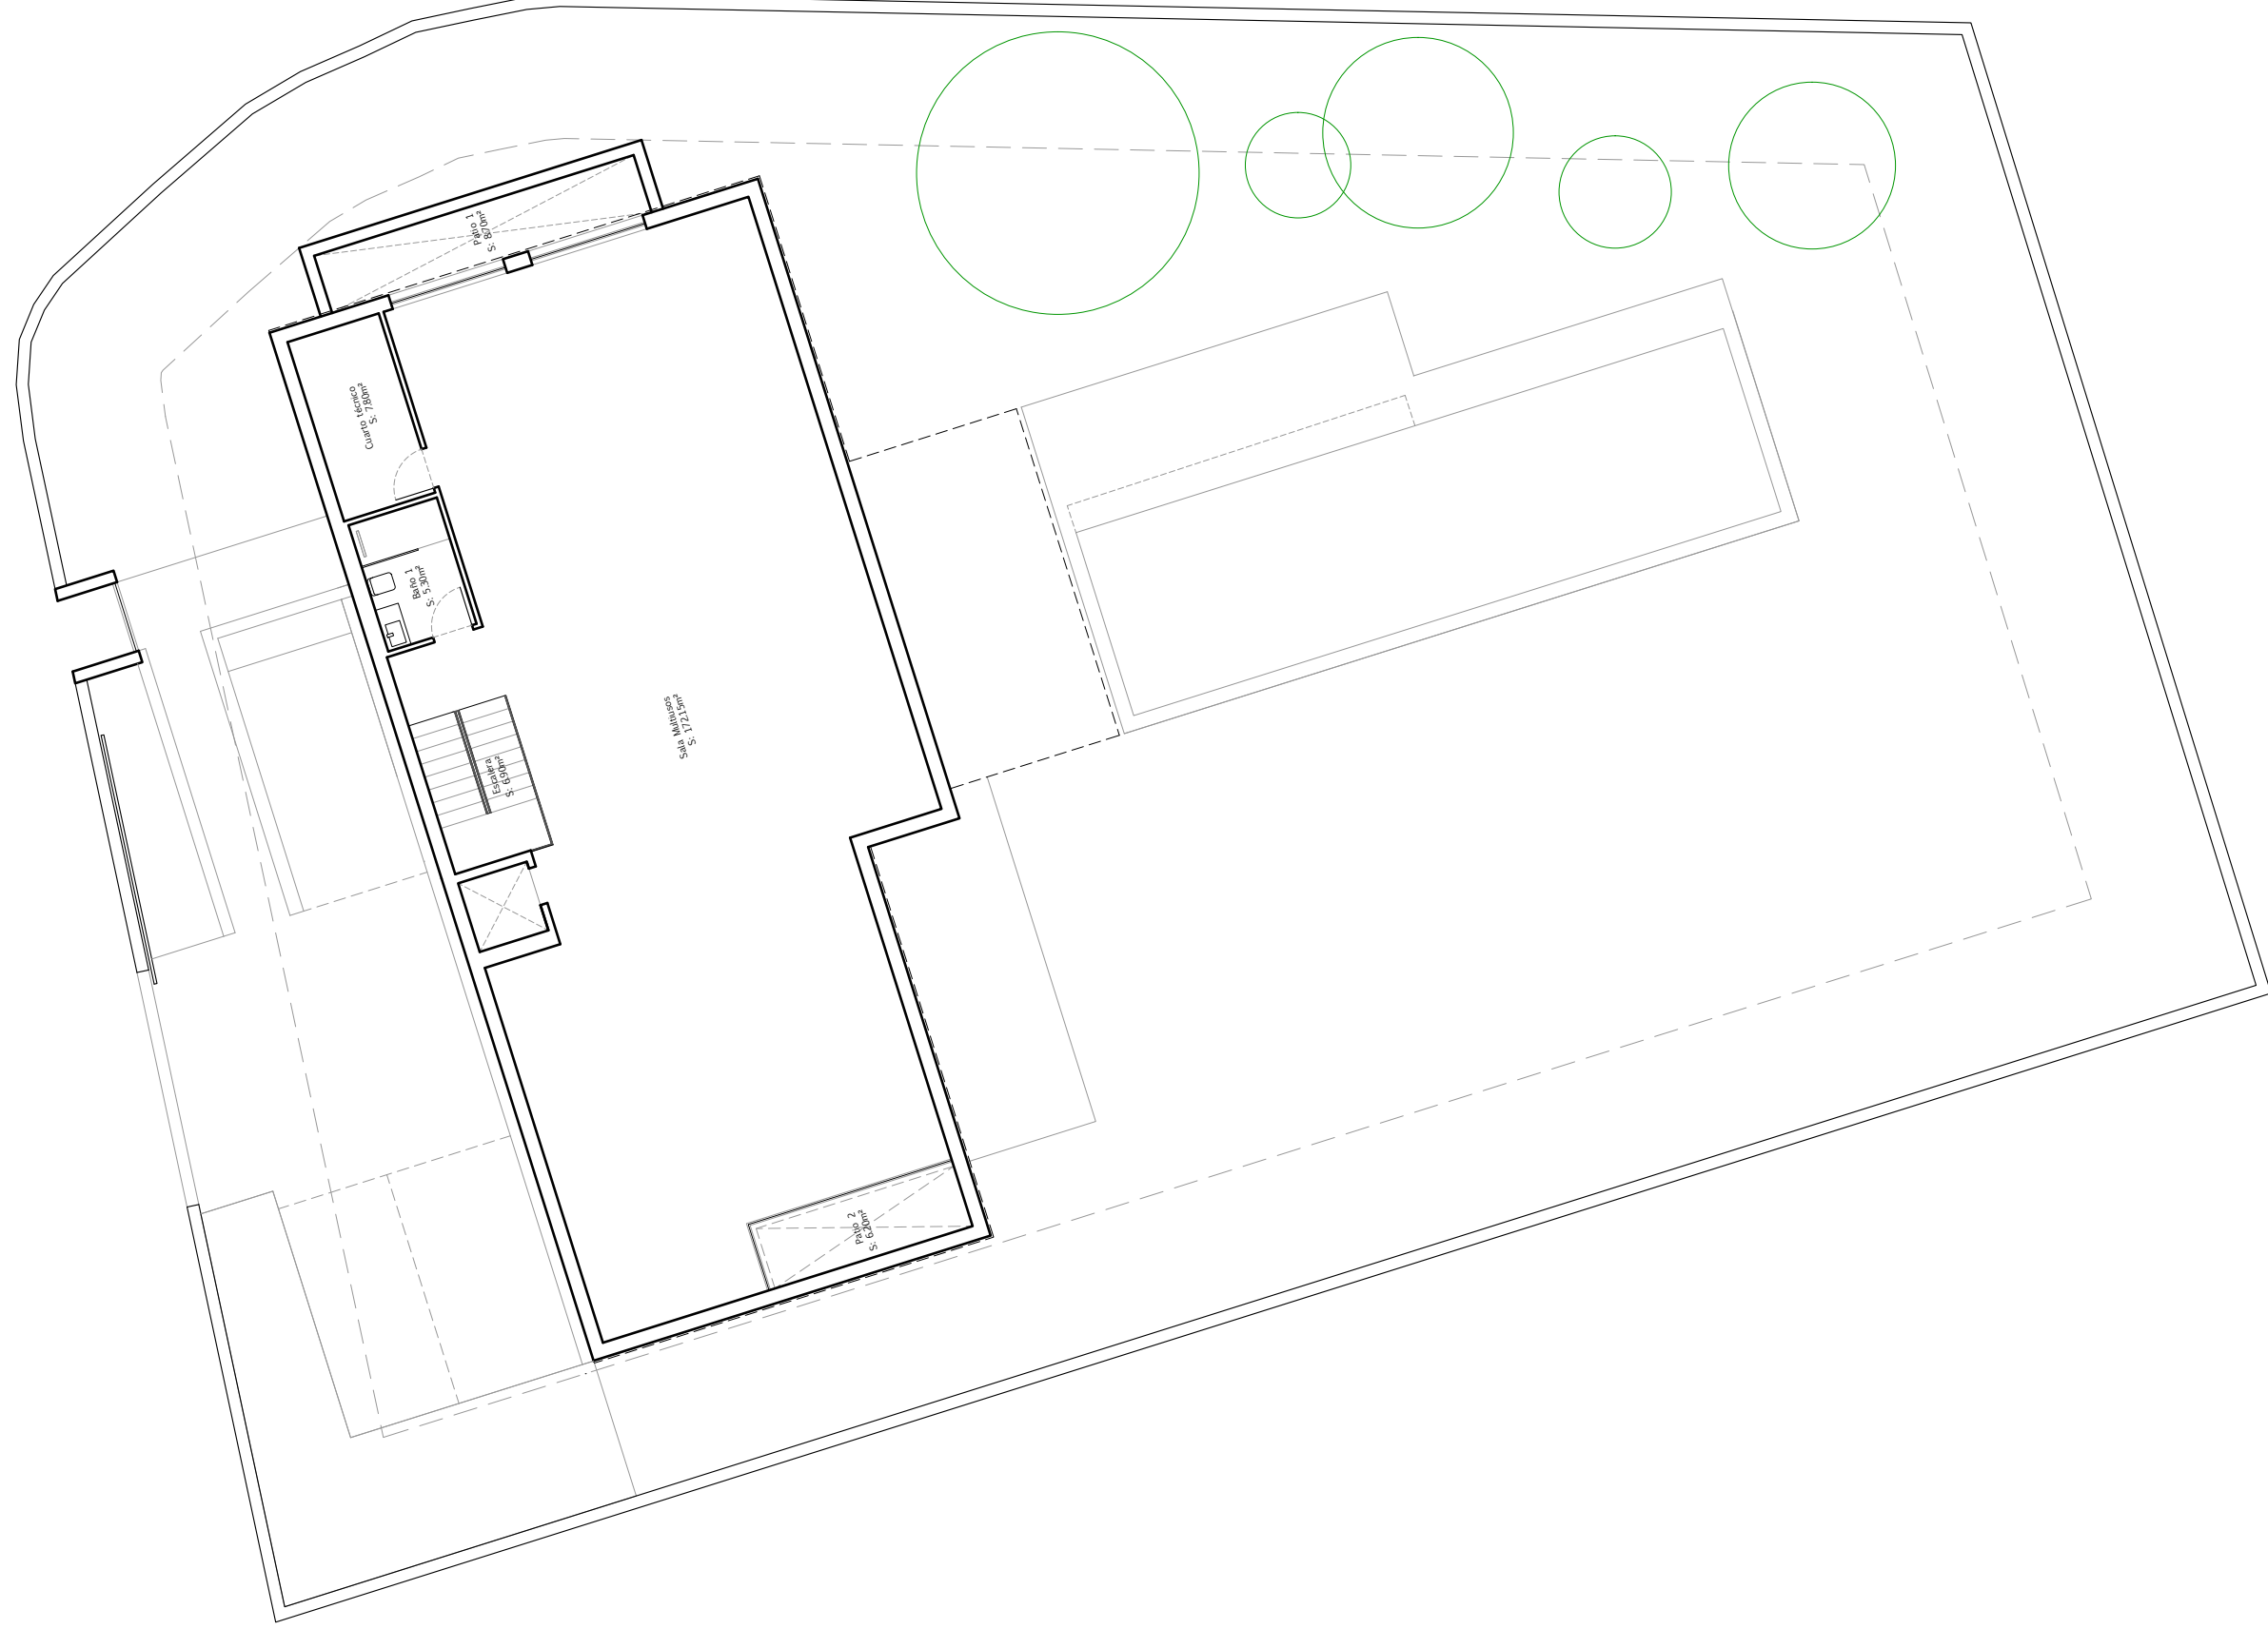 Patio 1
S: 8.70m²
Cuarto técnico
S: 7.80m²
Baño 1
S: 5.30m²
Sala Multiusos
S: 172.15m²
Escalera
S: 6.90m²
Patio 2
S: 6.20m²